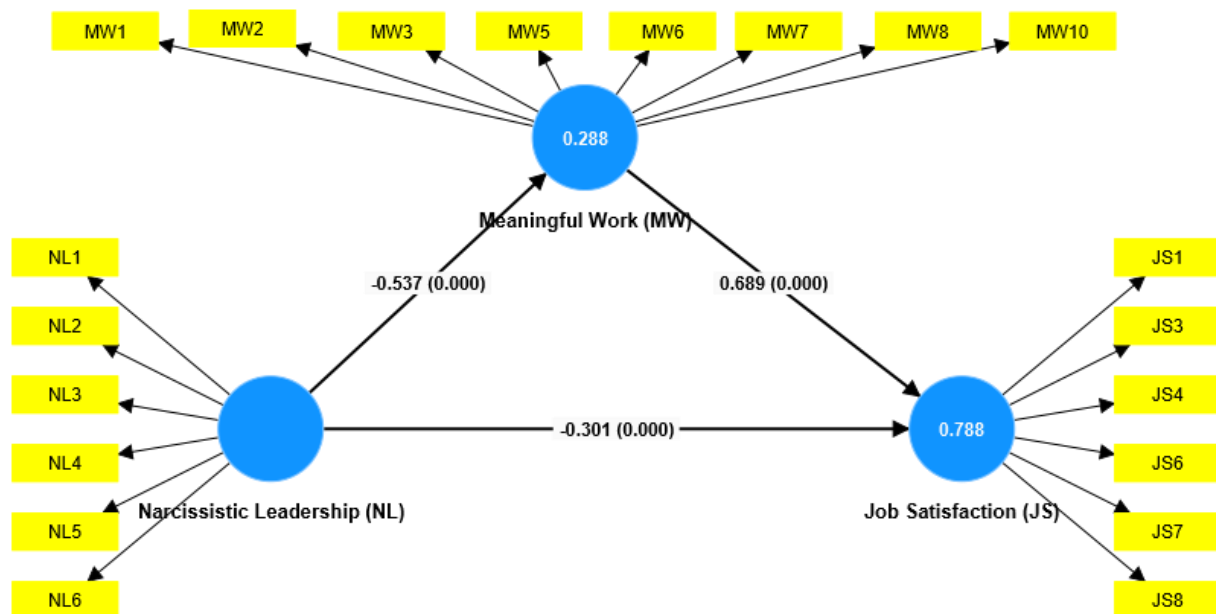 MW1
MW2
MW3
MW5
MW6
MW7
MW8
MW10
0.288
Meaningful Work (MW)
NL1
NL2
NL3
NL4
NL5
NL6
-0.537 (0.000)
0.689 (0.000)
-0.301 (0.000)
Narcissistic Leadership (NL)
0.788
Job Satisfaction (JS)
JS1
JS3
JS4
JS6
JS7
JS8